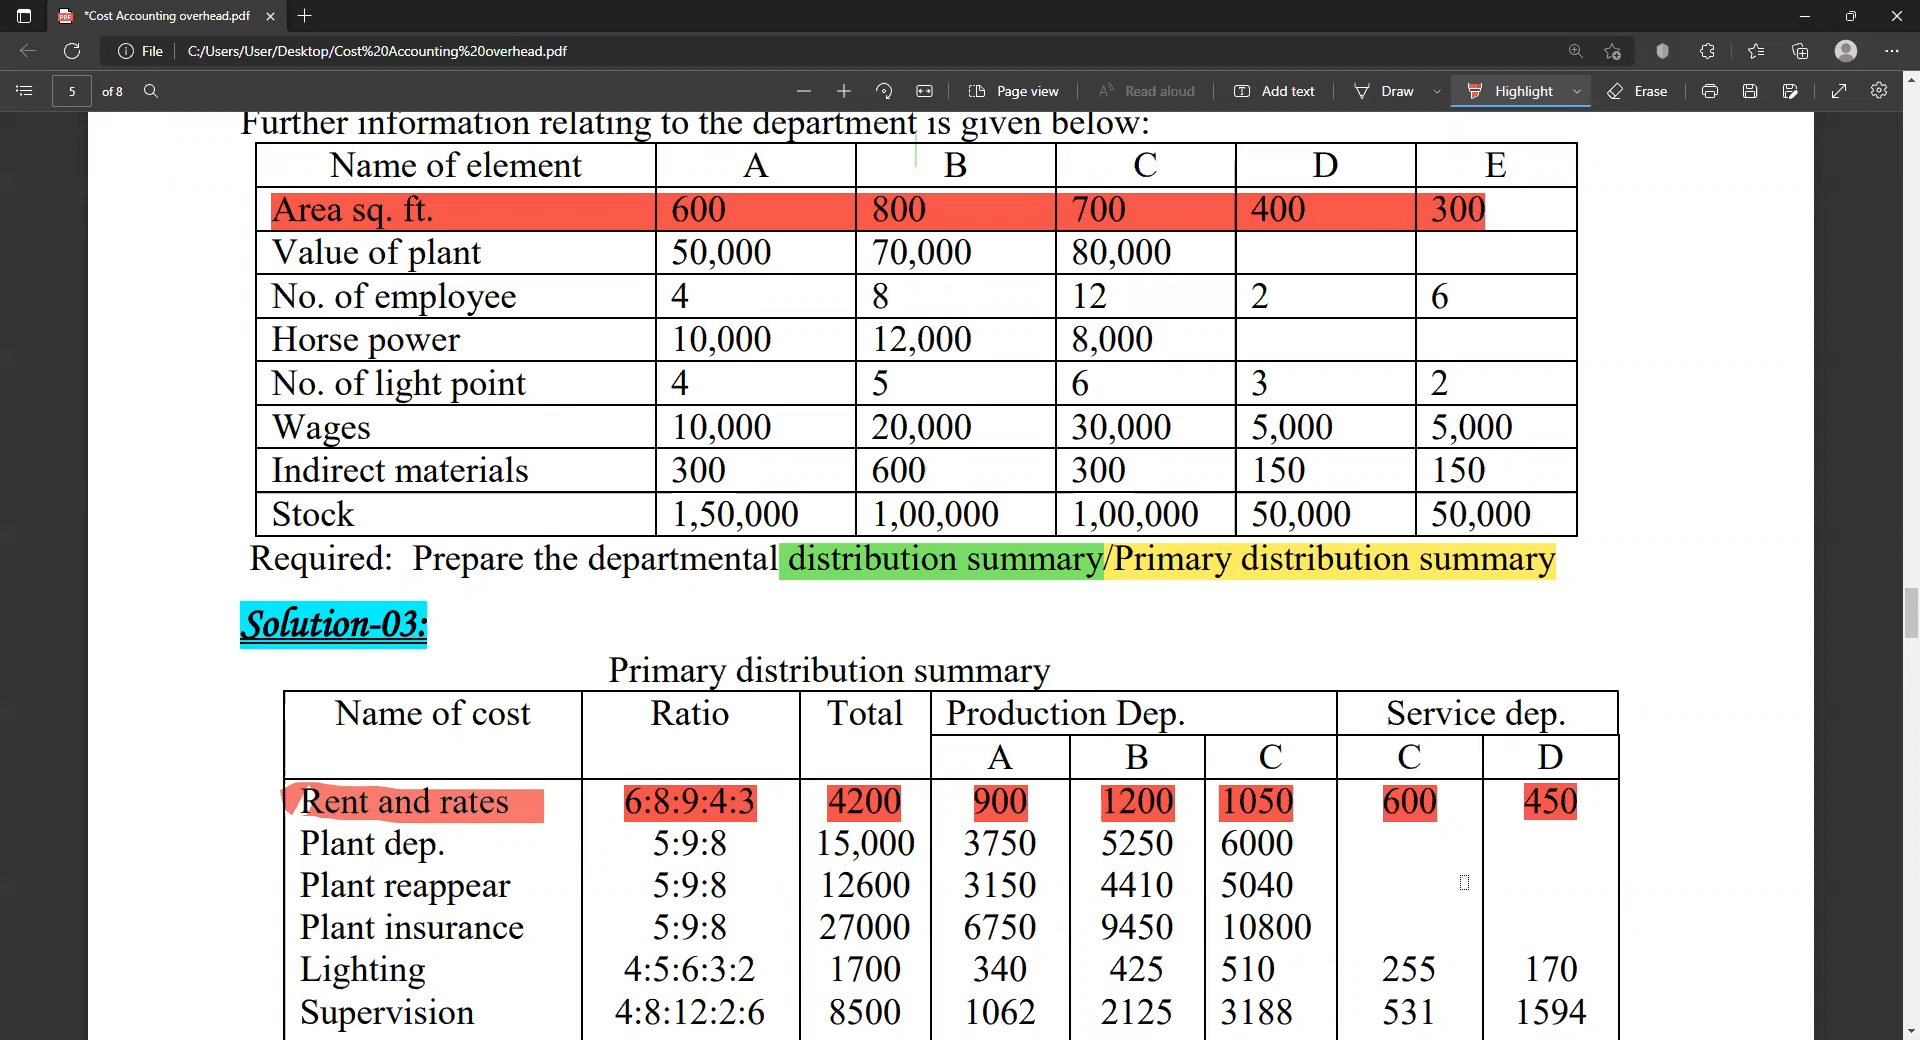 *Cost Accounting overhead.pdf
File C:/Users/User/Desktop/Cost%20Accounting%20overhead.pdf
5 of 8 Page view Read aloud Add text Draw Highlight Erase
Further information relating to the department is given below:
Name of element A B C D E
Area sq. ft. 600 800 700 400 300
Value of plant 50,000 70,000 80,000
No. of employee 4 8 12 2 6
Horse power 10,000 12,000 8,000
No. of light point 4 5 6 3 2
Wages 10,000 20,000 30,000 5,000 5,000
Indirect materials 300 600 300 150 150
Stock 1,50,000 1,00,000 1,00,000 50,000 50,000
Required: Prepare the departmental distribution summary/Primary distribution summary
Solution-03:
Primary distribution summary
Name of cost Ratio Total Production Dep. Service dep.
A B C C D
Rent and rates 6:8:9:4:3 4200 900 1200 1050 600 450
Plant dep. 5:9:8 15,000 3750 5250 6000
Plant reappear 5:9:8 12600 3150 4410 5040
Plant insurance 5:9:8 27000 6750 9450 10800
Lighting 4:5:6:3:2 1700 340 425 510 255 170
Supervision 4:8:12:2:6 8500 1062 2125 3188 531 1594